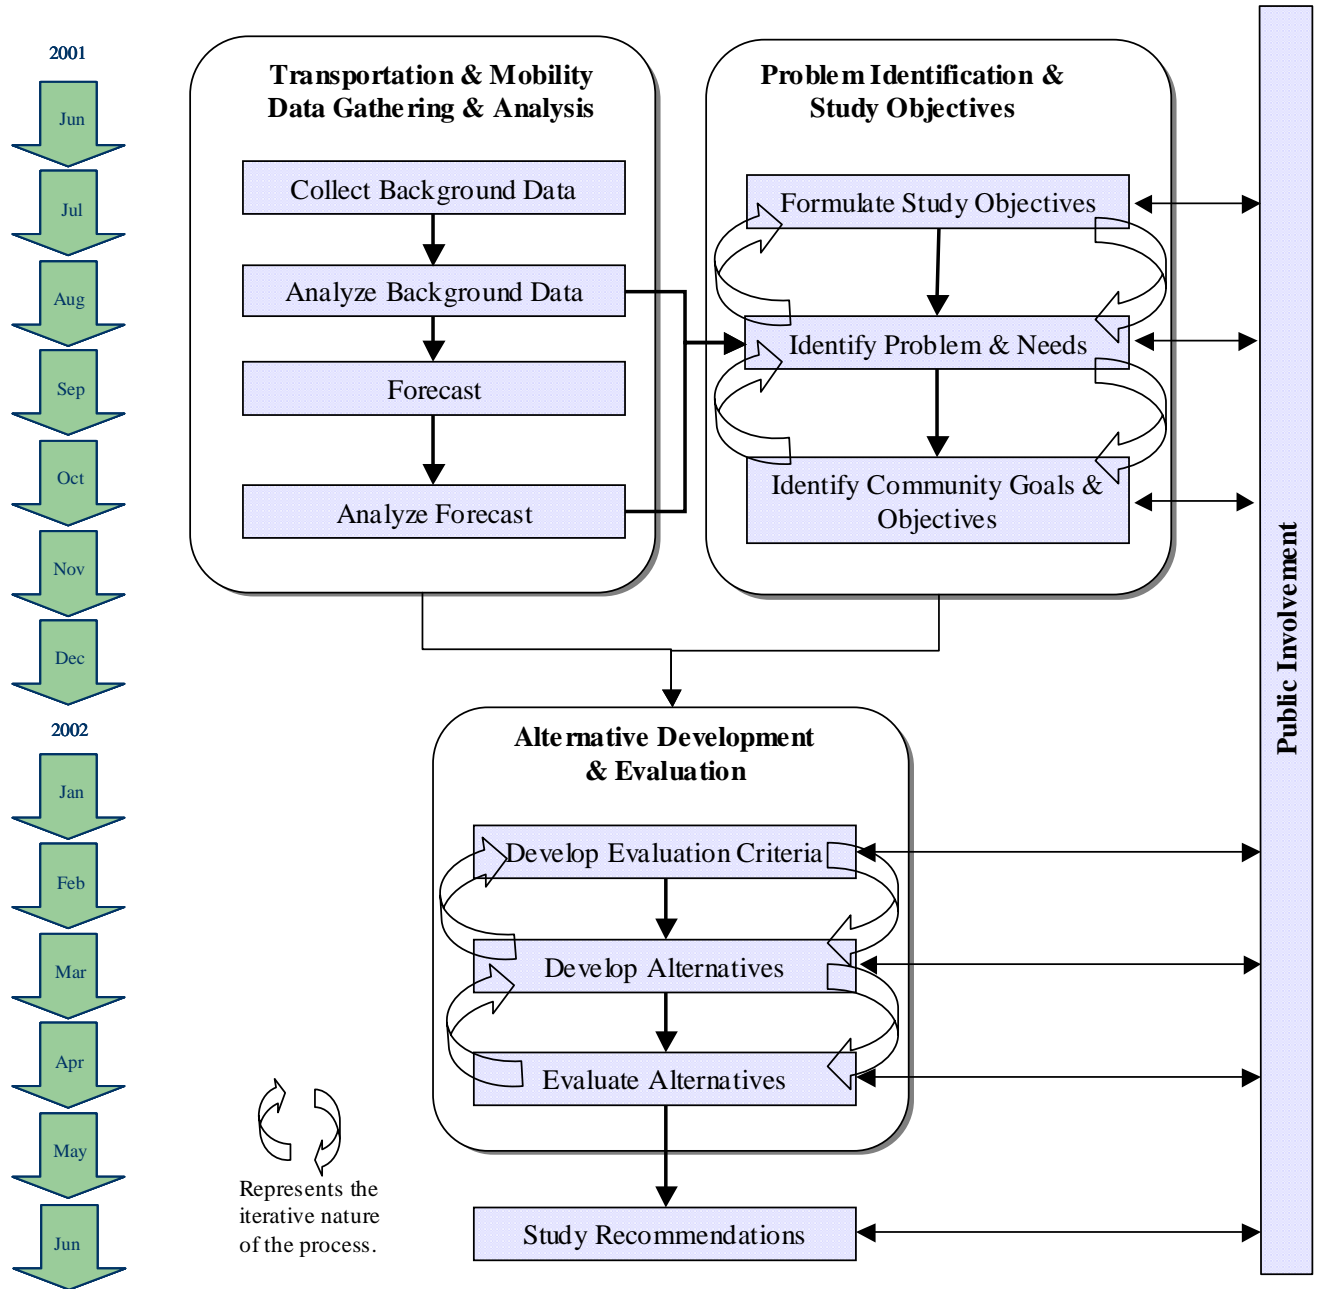 2001
Jun
Jul
Aug
Sep
Oct
Nov
Dec
2002
Jan
Feb
Mar
Apr
May
Jun
Transportation & Mobility
Data Gathering & Analysis
Collect Background Data
Analyze Background Data
Forecast
Analyze Forecast
Problem Identification &
Study Objectives
Formulate Study Objectives
Identify Problem & Needs
Identify Community Goals &
Objectives
Alternative Development
& Evaluation
Develop Evaluation Criteria
Develop Alternatives
Evaluate Alternatives
Study Recommendations
Represents the
iterative nature
of the process.
Public Involvement